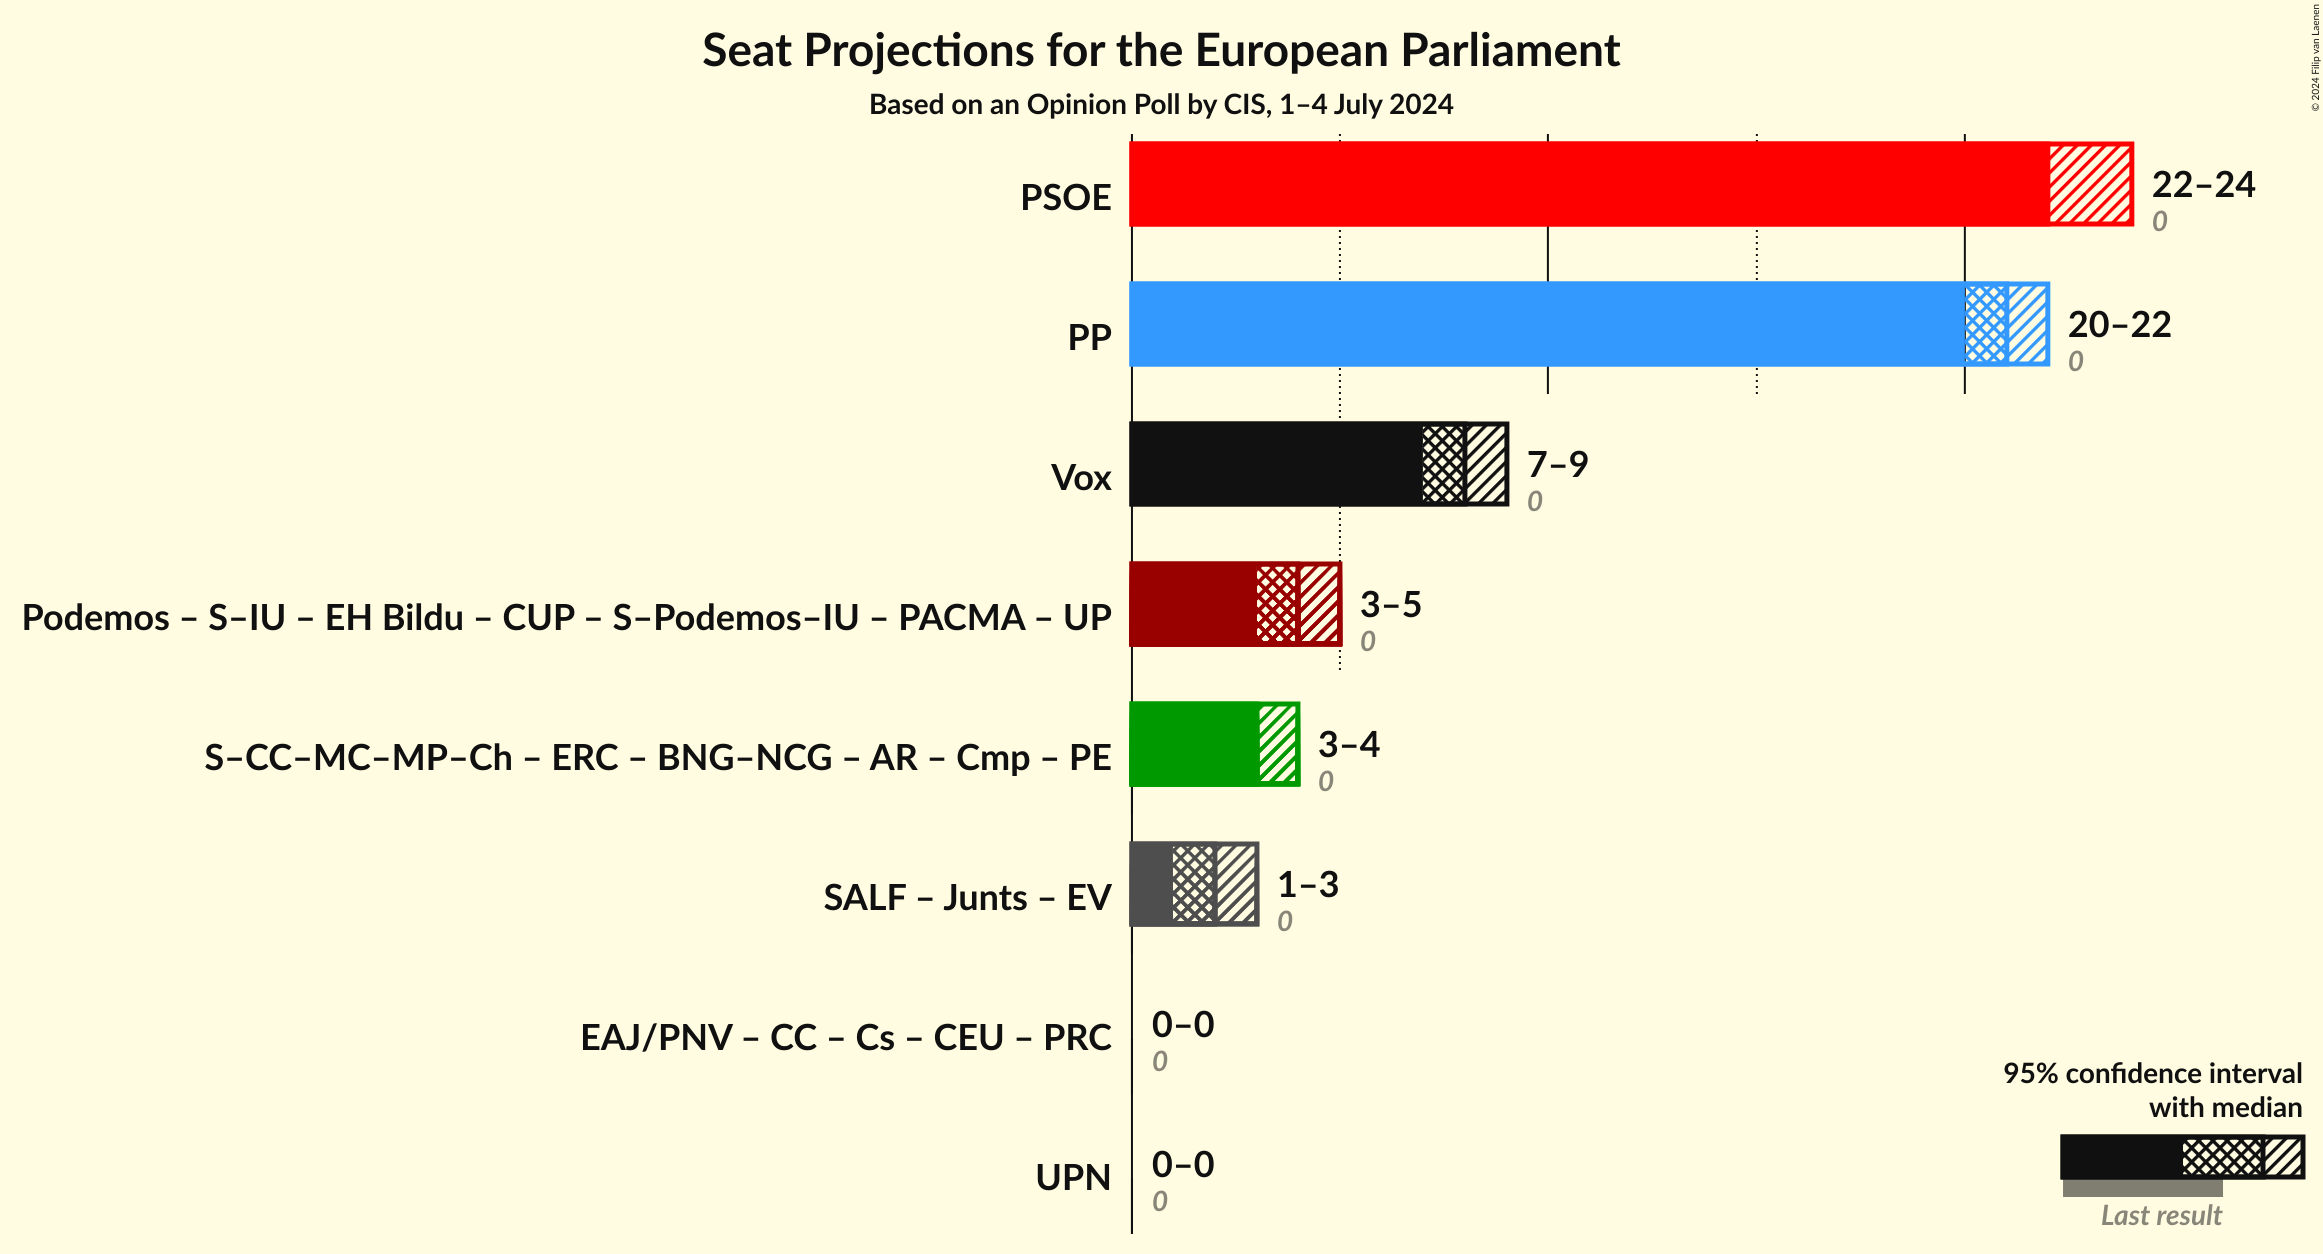 Seat Projections for the European Parliament
Based on an Opinion Poll by CIS, 1–4 July 2024
© 2024 Filip van Laenen
PSOE
22–24
0
PP
20–22
0
Vox
7–9
0
Podemos – S–IU – EH Bildu – CUP – S–Podemos–IU – PACMA – UP
3–5
0
S–CC–MC–MP–Ch – ERC – BNG–NCG – AR – Cmp – PE
3–4
0
SALF – Junts – EV
1–3
0
EAJ/PNV – CC – Cs – CEU – PRC
0–0
0
UPN
0–0
0
95% confidence interval
with median
Last result